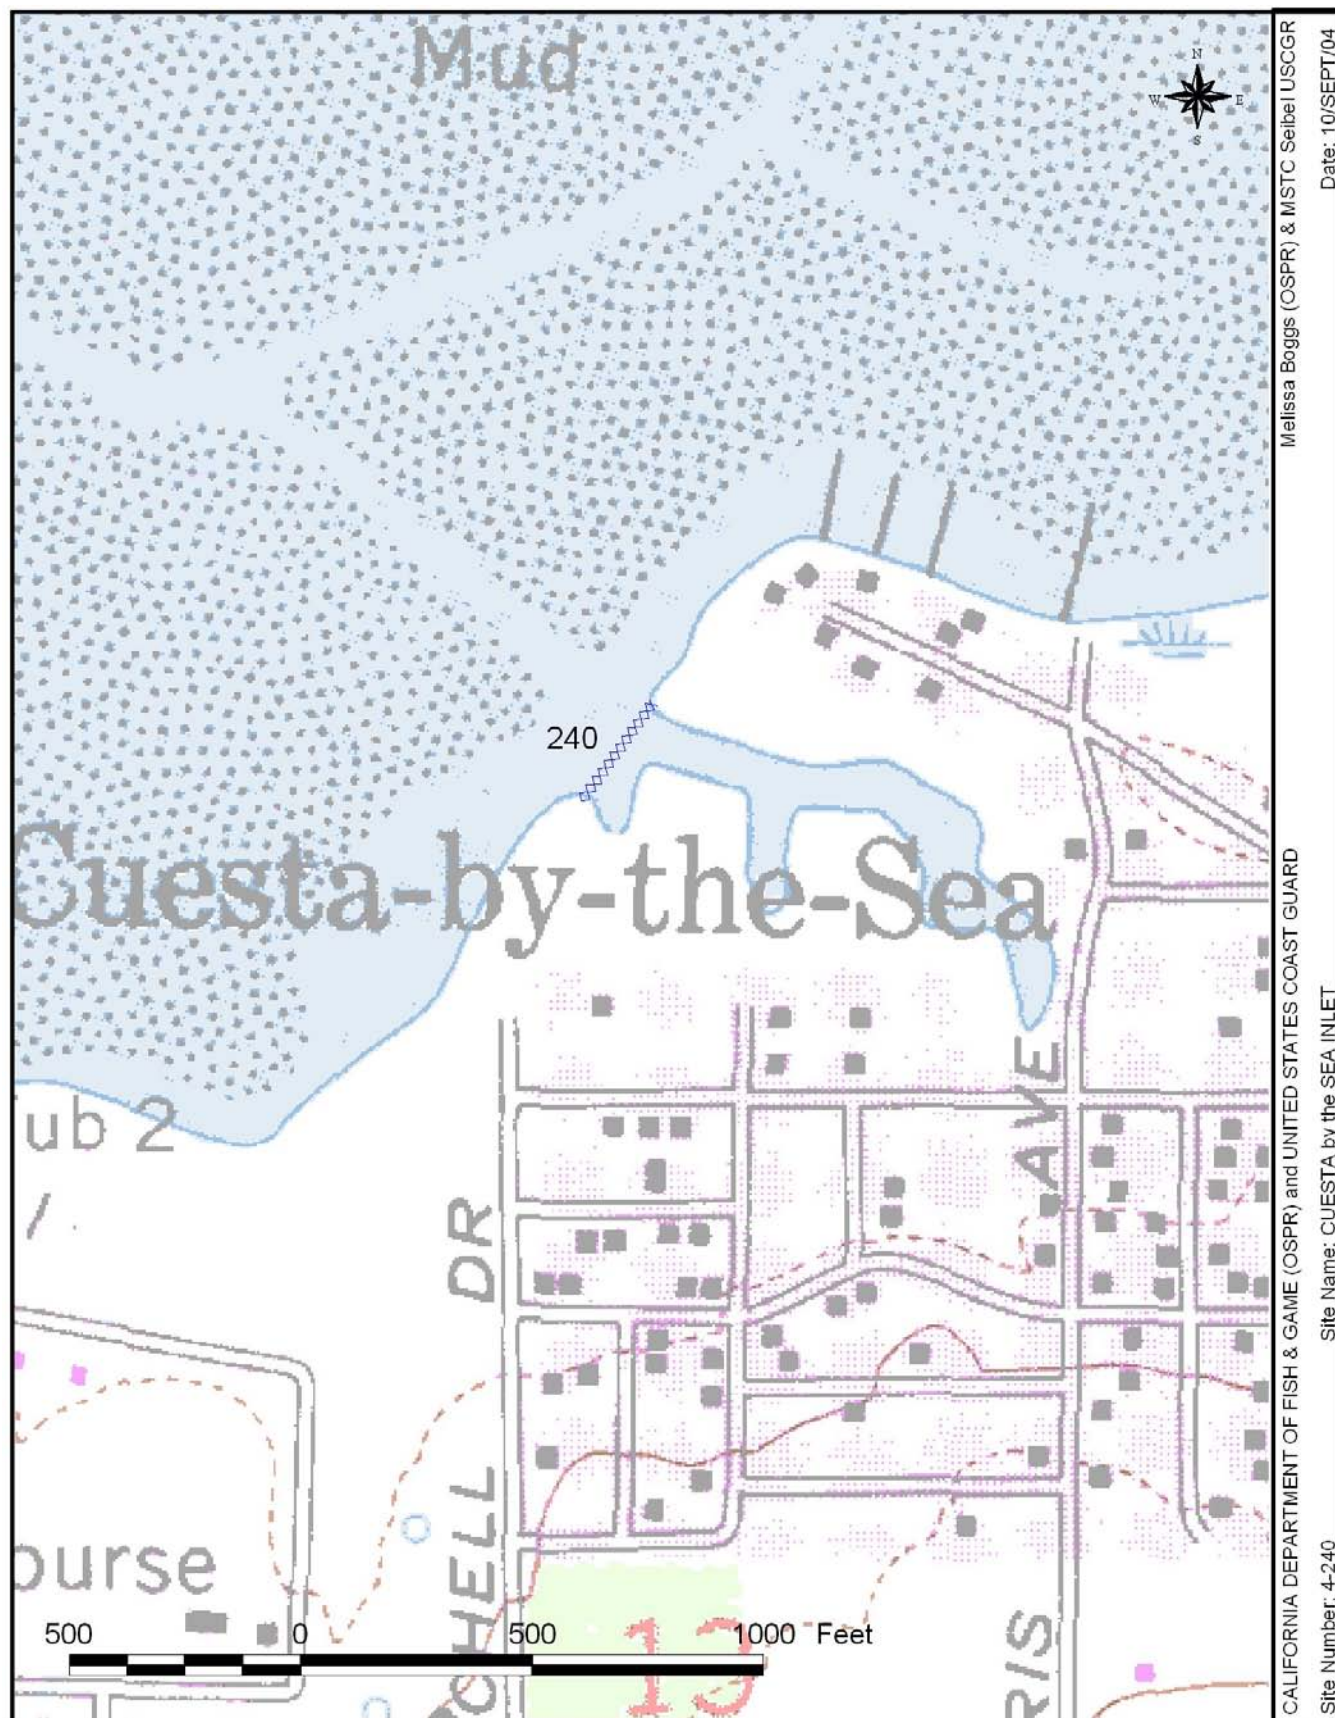 Mud
N
W E
S
240
Cuesta-by-the-Sea
ub 2
DR
AVE
ourse
CHELL
RIS
13
500 0 500 1000 Feet
Melissa Boggs (OSPR) & MSTC Seibel USCGR
Date: 10/SEPT/04
CALIFORNIA DEPARTMENT OF FISH & GAME (OSPR) and UNITED STATES COAST GUARD
Site Name: CUESTA by the SEA INLET
Site Number: 4-240